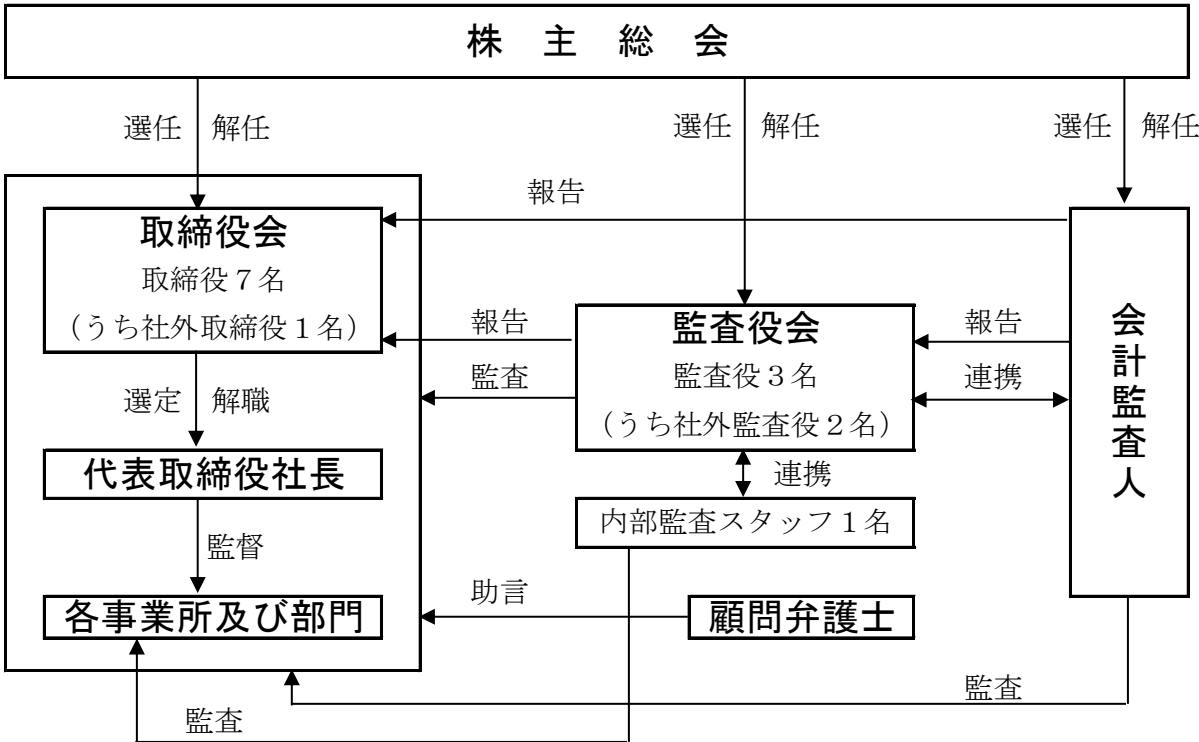 株 主 総 会
選任 解任
選任 解任
選任 解任
報告
取締役会
取締役7名
(うち社外取締役1名)
報告
監査
監査役会
監査役3名
(うち社外監査役2名)
報告
連携
会計監査人
選定 解職
代表取締役社長
連携
内部監査スタッフ1名
監督
各事業所及び部門
助言
顧問弁護士
監査
監査